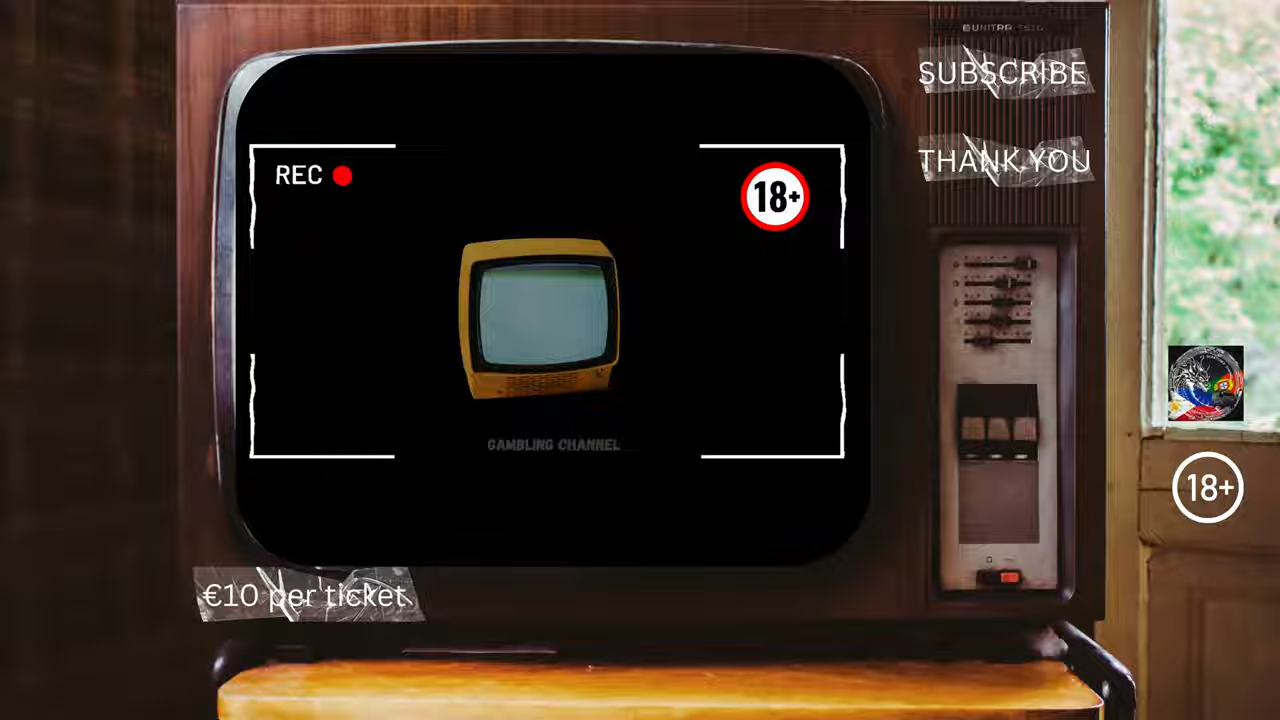 SUBSCRIBE
THANK YOU
REC
18+
GAMBLING CHANNEL
18+
€10 per ticket